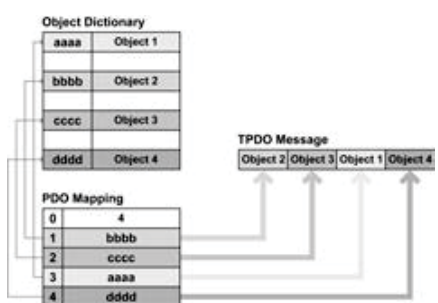 Object Dictionary
aaaa Object 1
bbbb Object 2
cccc Object 3
dddd Object 4
TPDO Message
Object 2 Object 3 Object 1 Object 4
PDO Mapping
0 4
1 bbbb
2 cccc
3 aaaa
4 dddd